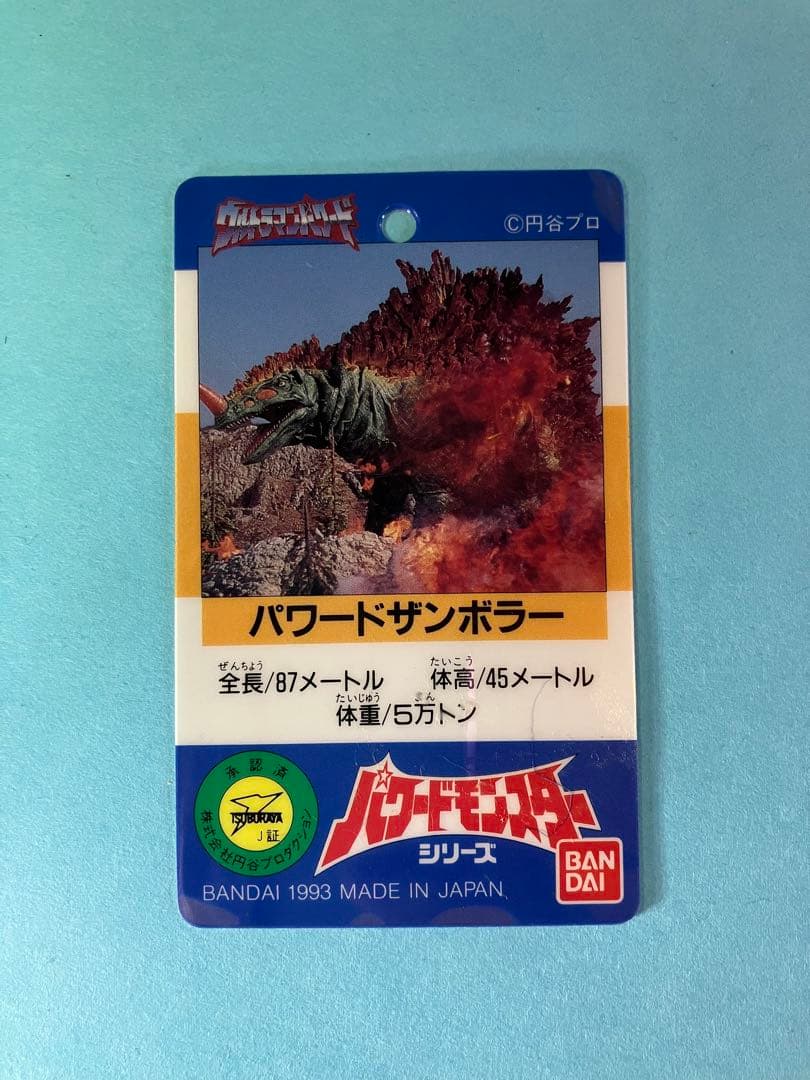 ウルトラマンパワード
©円谷プロ
パワードザンボラー
ぜんちょう たいこう
全長/87メートル 体高/45メートル
たいじゅう まん
体重/5万トン
承認済
TSUBURAYA
J証
株式会社円谷プロダクション
パワードモンスター
シリーズ
BAN
DAI
BANDAI 1993 MADE IN JAPAN